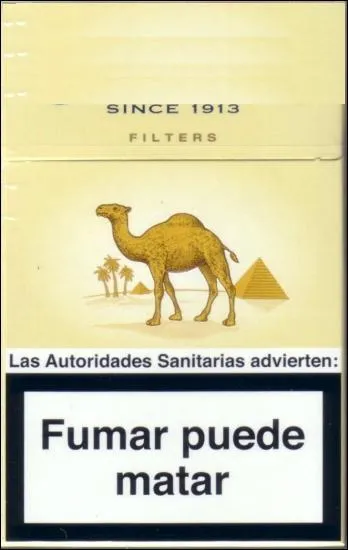 SINCE 1913
FILTERS
Las Autoridades Sanitarias advierten:
Fumar puede
matar